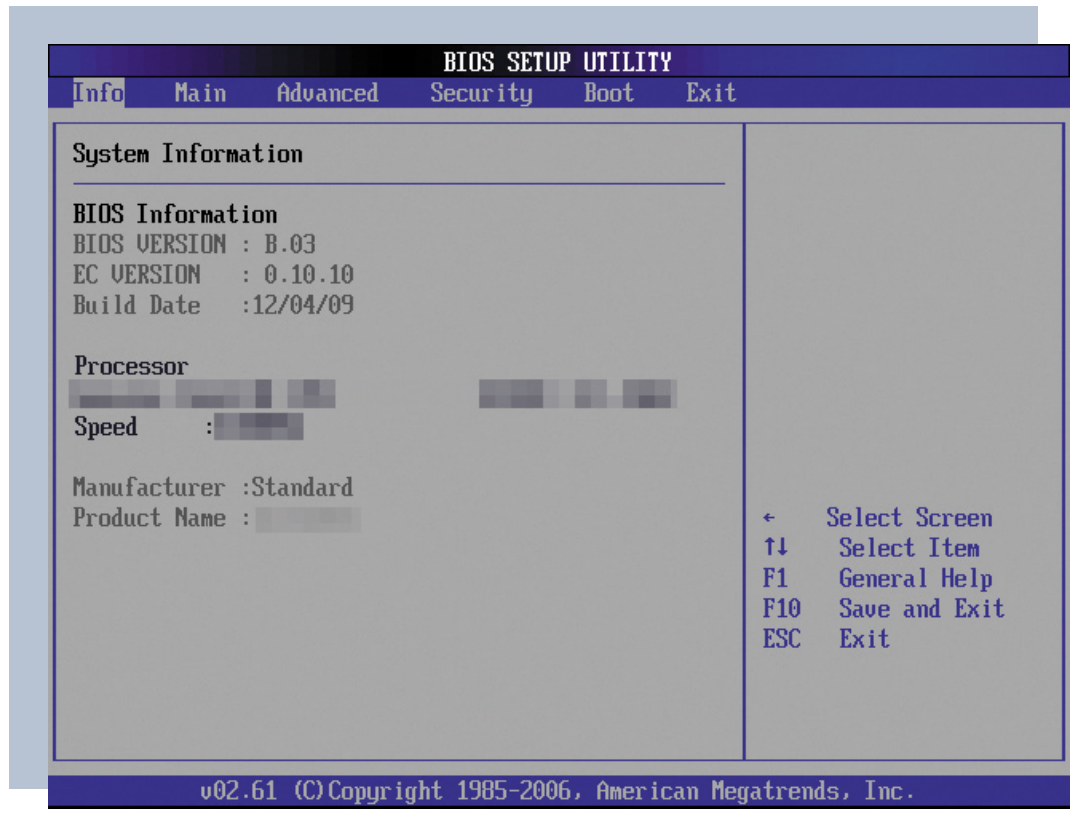 BIOS SETUP UTILITY
Info Main Advanced Security Boot Exit
System Information
BIOS Information
BIOS VERSION : B.03
EC VERSION : 0.10.10
Build Date :12/04/09
Processor
Speed :
Manufacturer :Standard
Product Name :
← Select Screen
↑↓ Select Item
F1 General Help
F10 Save and Exit
ESC Exit
v02.61 (C)Copyright 1985-2006, American Megatrends, Inc.